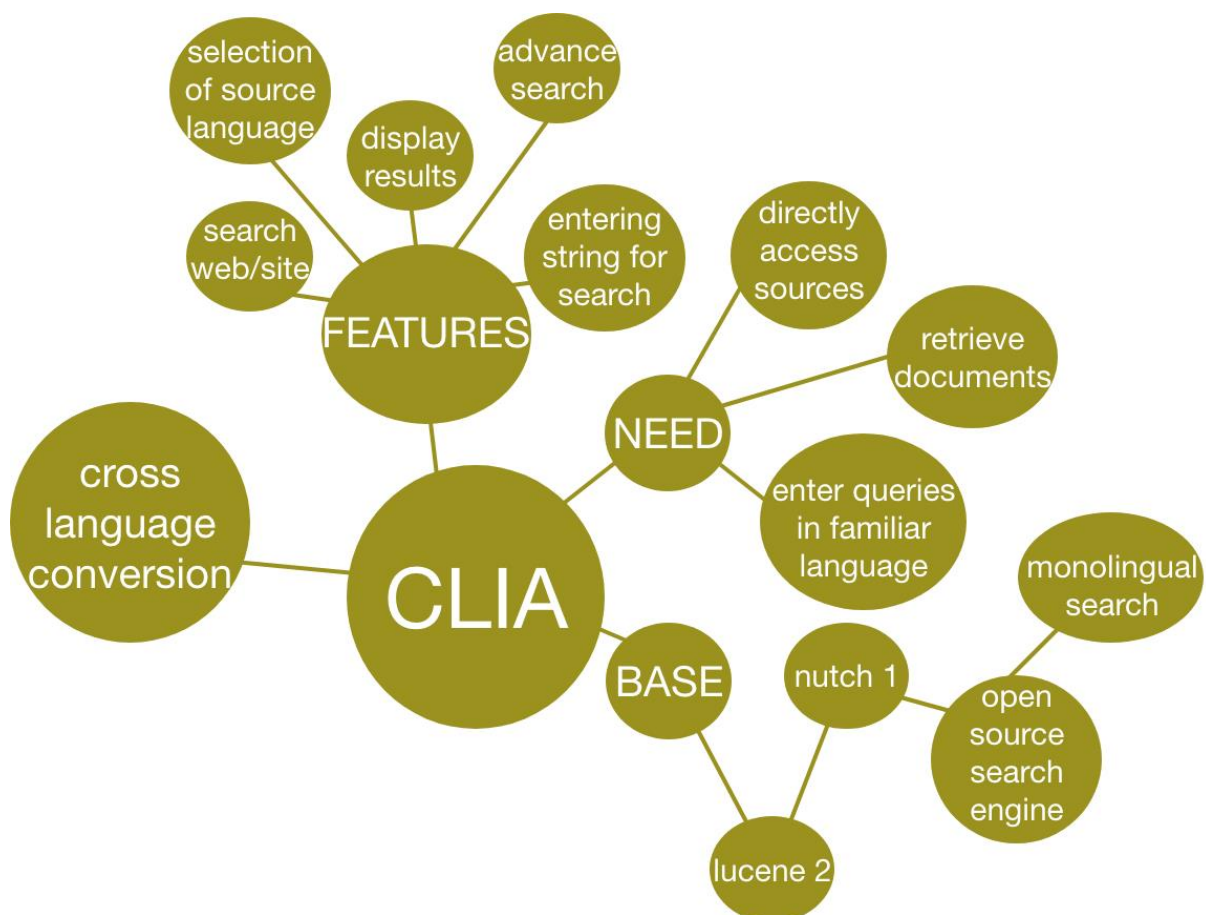 selection
of source
language
advance
search
display
results
search
web/site
entering
string for
search
FEATURES
directly
access
sources
retrieve
documents
NEED
enter queries
in familiar
language
cross
language
conversion
CLIA
BASE
monolingual
search
nutch 1
open
source
search
engine
lucene 2